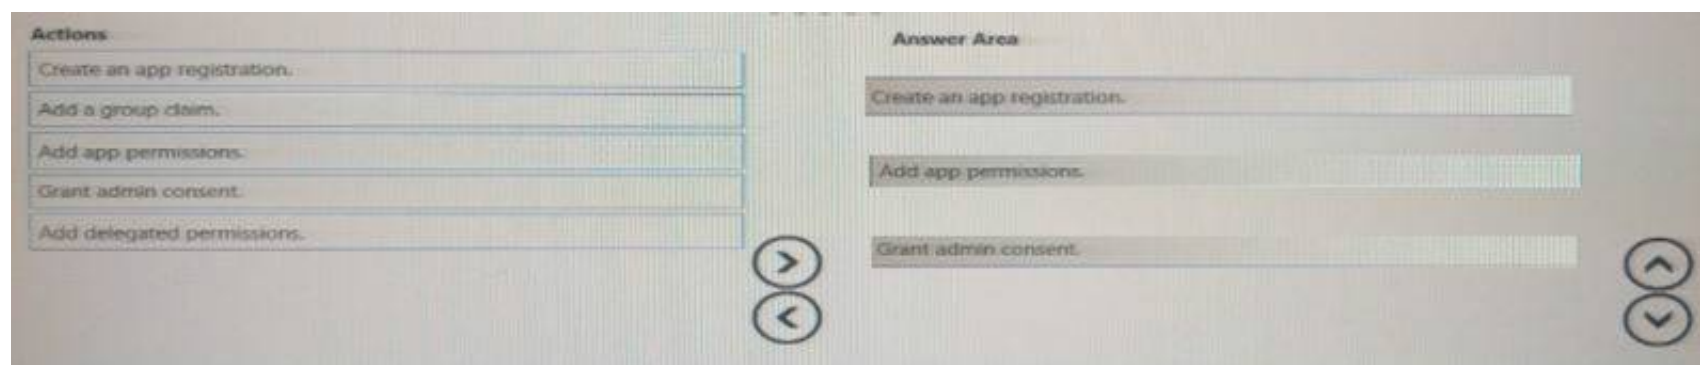 Actions
Create an app registration.
Add a group claim.
Add app permissions.
Grant admin consent.
Add delegated permissions.
Answer Area
Create an app registration.
Add app permissions.
Grant admin consent.